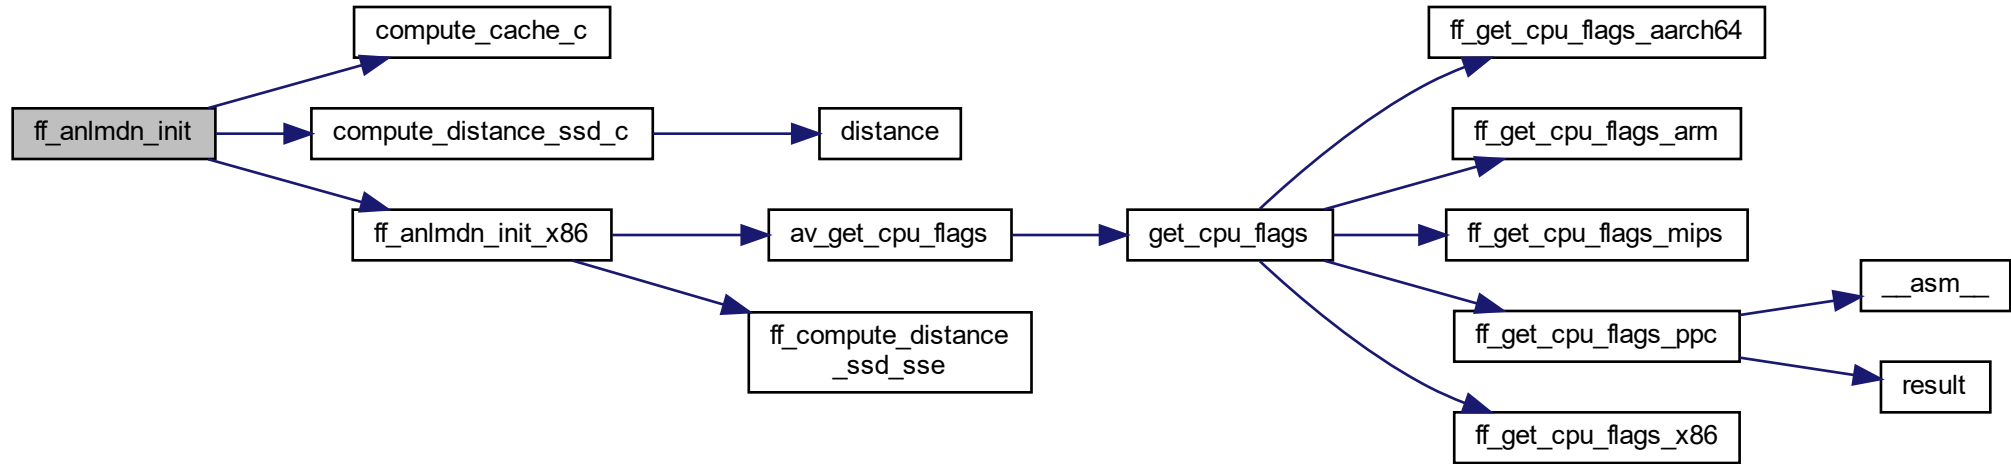 ff_anlmdn_init
compute_cache_c
compute_distance_ssd_c
distance
ff_anlmdn_init_x86
av_get_cpu_flags
ff_compute_distance
_ssd_sse
get_cpu_flags
ff_get_cpu_flags_aarch64
ff_get_cpu_flags_arm
ff_get_cpu_flags_mips
ff_get_cpu_flags_ppc
__asm__
result
ff_get_cpu_flags_x86